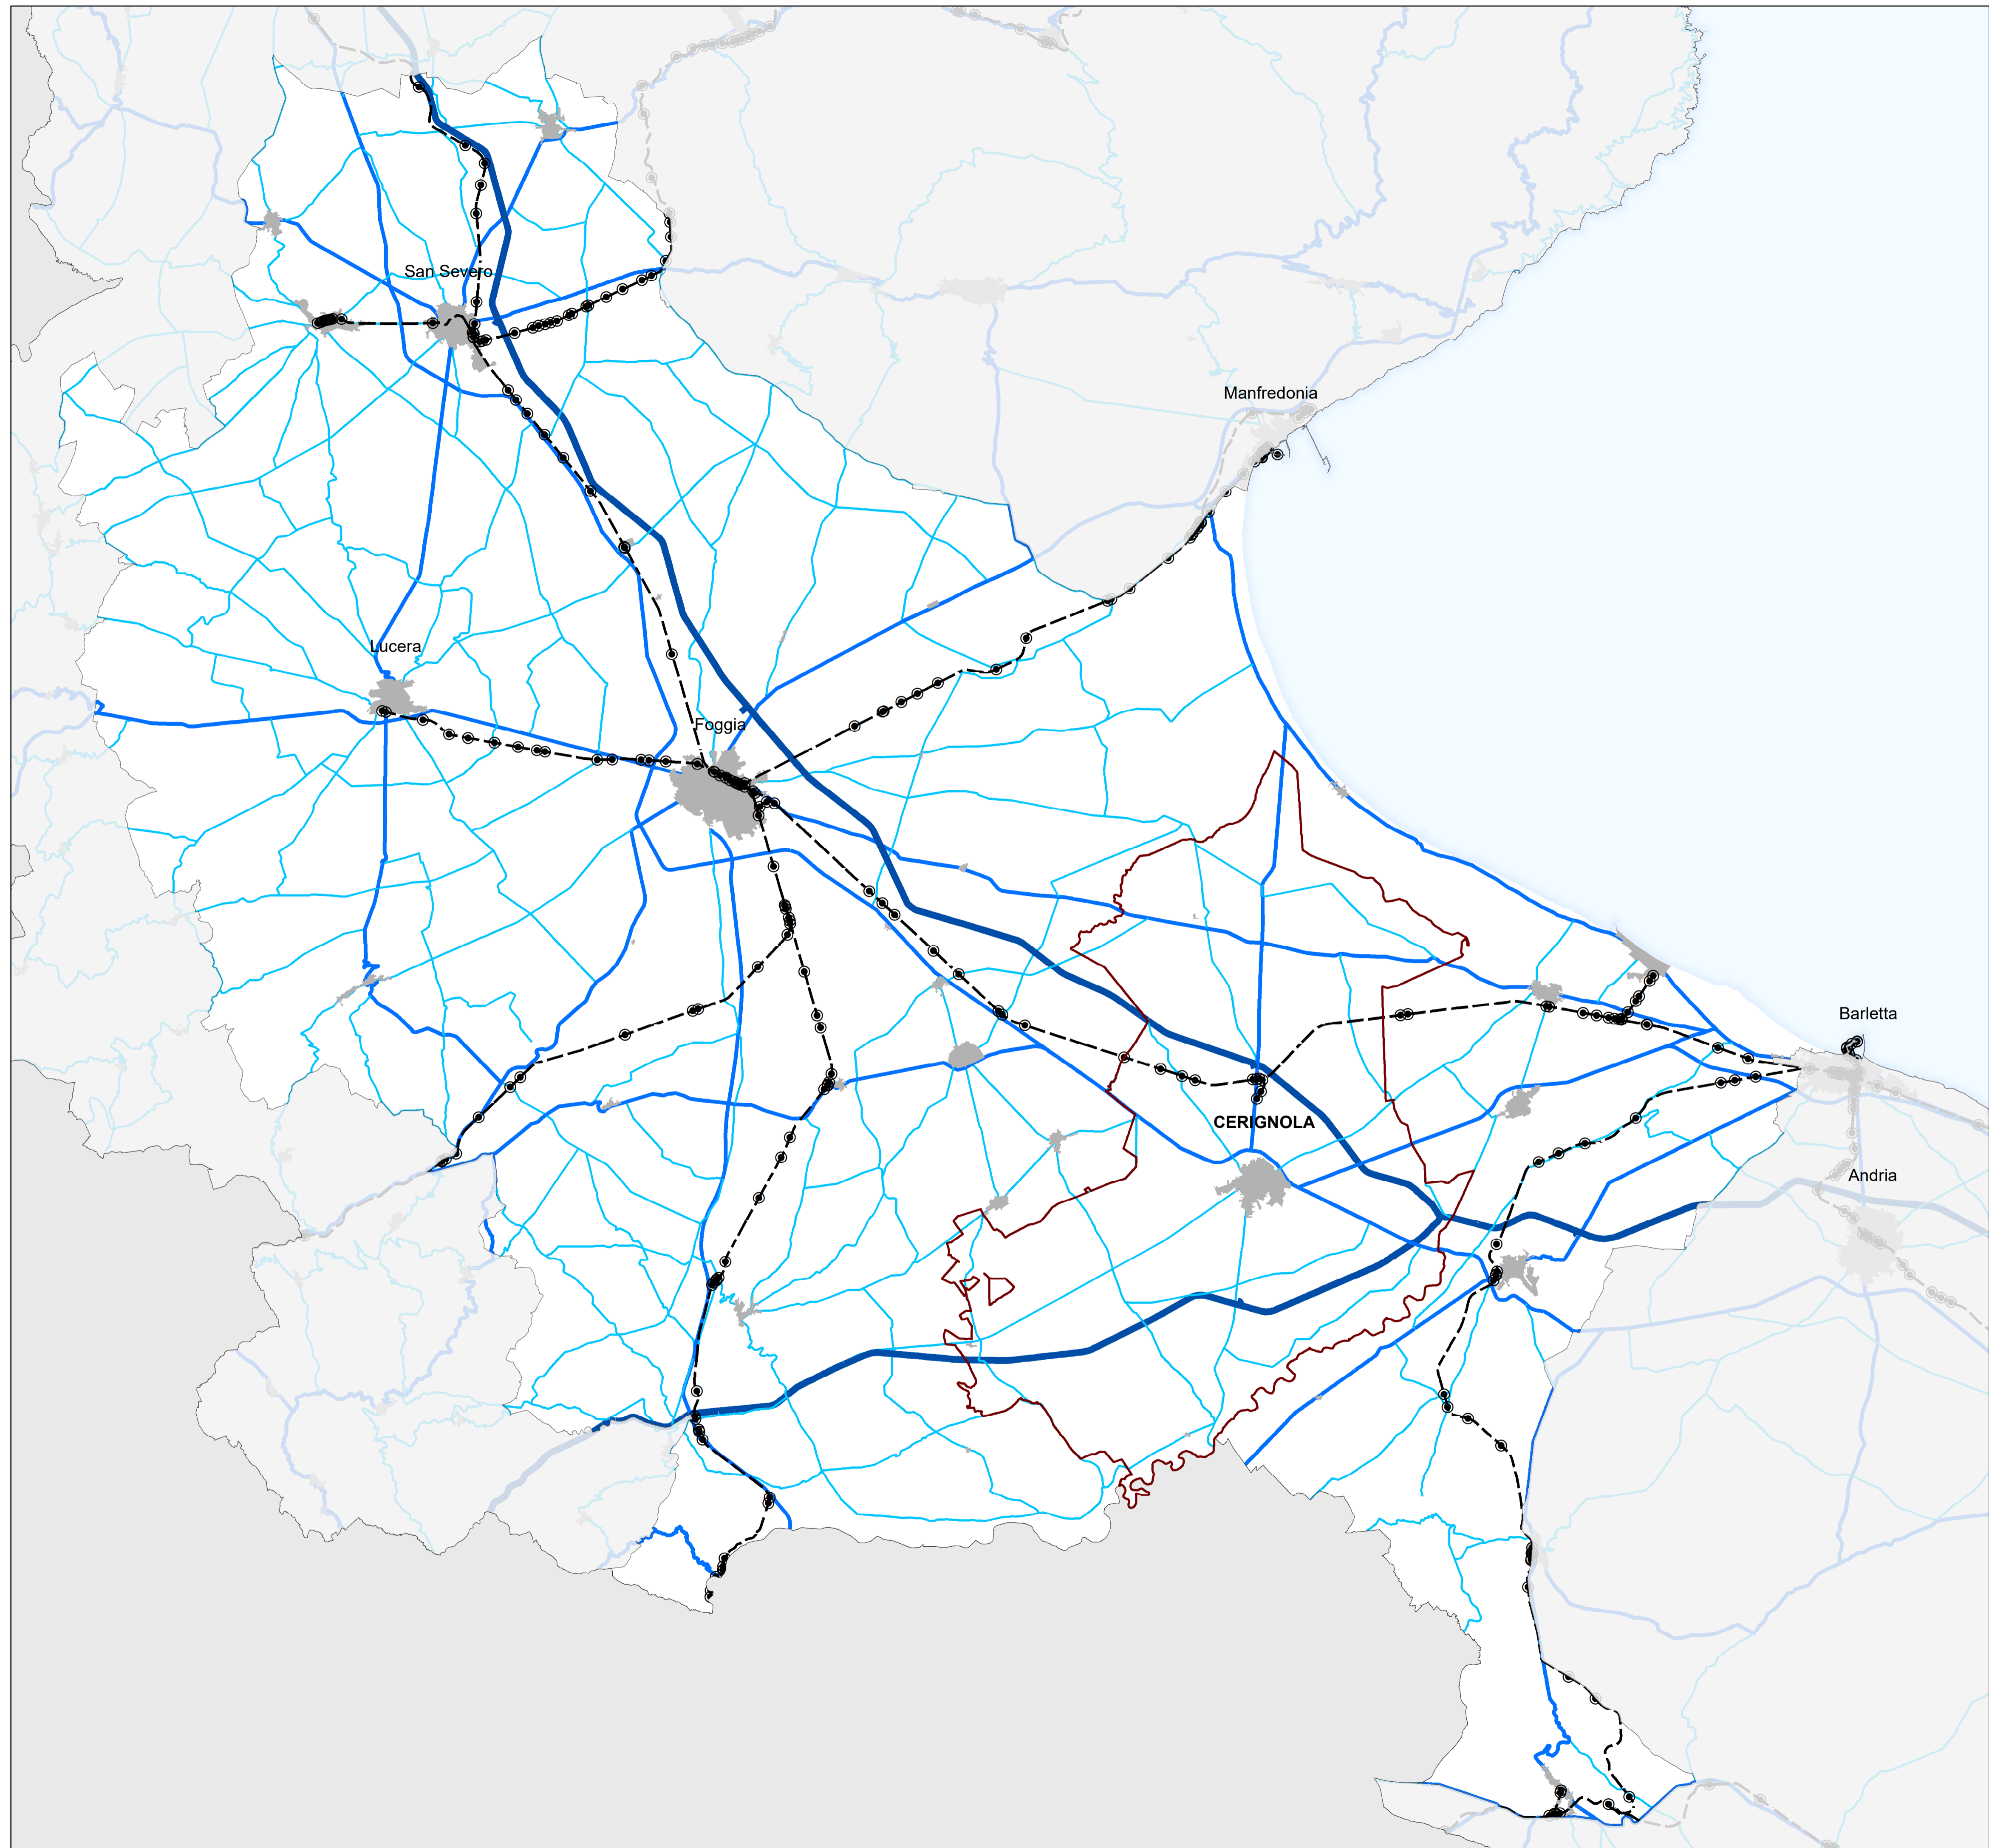 San Severo
Manfredonia
Lucera
Foggia
Barletta
CERIGNOLA
Andria